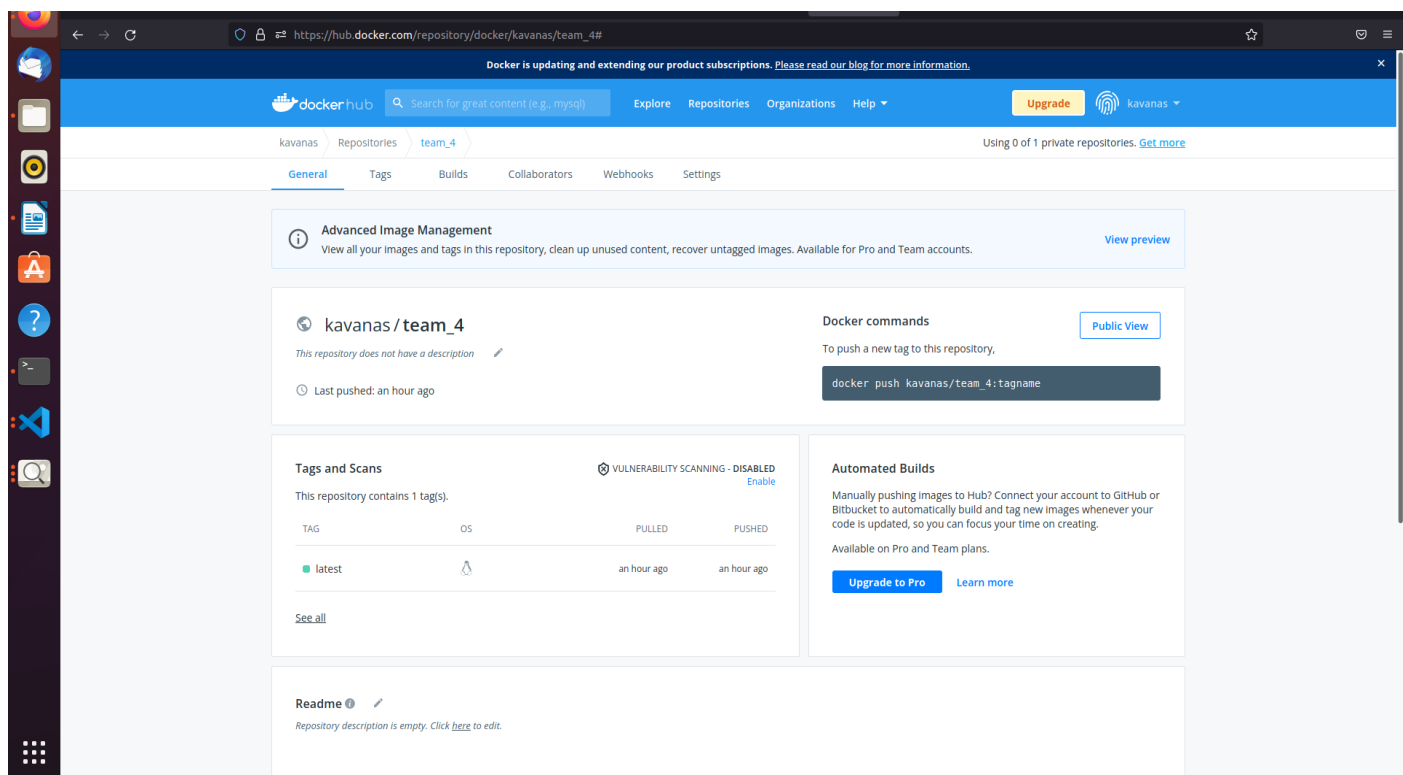 https://hub.docker.com/repository/docker/kavanas/team_4#
Docker is updating and extending our product subscriptions. Please read our blog for more information.
dockerhub
Search for great content (e.g., mysql)
Explore Repositories Organizations Help
Upgrade
kavanas
kavanas Repositories team_4
Using 0 of 1 private repositories. Get more
General Tags Builds Collaborators Webhooks Settings
Advanced Image Management
View all your images and tags in this repository, clean up unused content, recover untagged images. Available for Pro and Team accounts.
View preview
kavanas / team_4
This repository does not have a description
Last pushed: an hour ago
Docker commands
Public View
To push a new tag to this repository,
docker push kavanas/team_4:tagname
Tags and Scans
VULNERABILITY SCANNING - DISABLED
Enable
This repository contains 1 tag(s).
TAG OS PULLED PUSHED
latest an hour ago an hour ago
See all
Automated Builds
Manually pushing images to Hub? Connect your account to GitHub or
Bitbucket to automatically build and tag new images whenever your
code is updated, so you can focus your time on creating.
Available on Pro and Team plans.
Upgrade to Pro Learn more
Readme
Repository description is empty. Click here to edit.